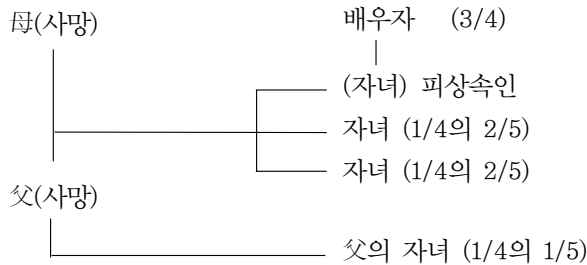 母(사망) 배우자 (3/4)
(자녀) 피상속인
자녀 (1/4의 2/5)
자녀 (1/4의 2/5)
父(사망)
父의 자녀 (1/4의 1/5)